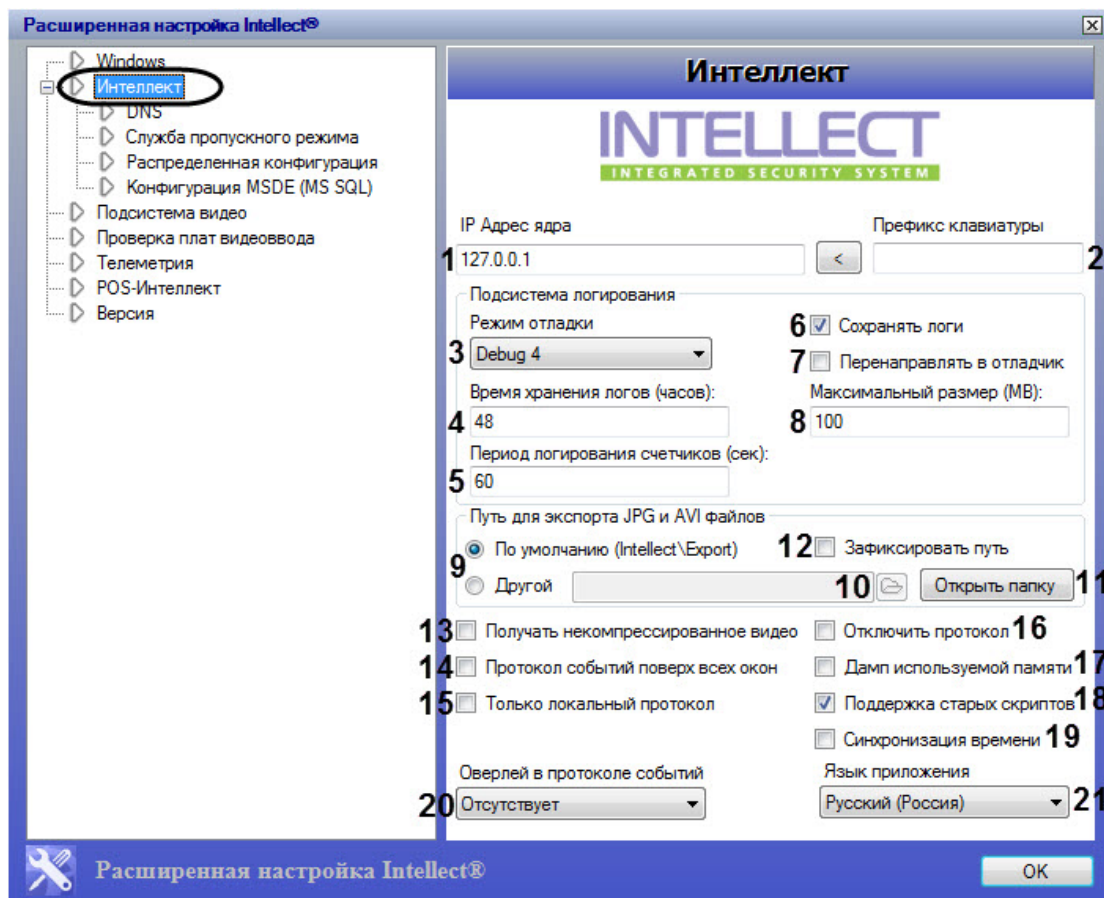 Расширенная настройка Intellect®
Windows
Интеллект
DNS
Служба пропускного режима
Распределенная конфигурация
Конфигурация MSDE (MS SQL)
Подсистема видео
Проверка плат видеоввода
Телеметрия
POS-Интеллект
Версия
Интеллект
INTELLECT
INTEGRATED SECURITY SYSTEM
IP Адрес ядра
Префикс клавиатуры
1 127.0.0.1 < 2
Подсистема логирования
Режим отладки
6 Сохранять логи
3 Debug 4
7 Перенаправлять в отладчик
Время хранения логов (часов):
Максимальный размер (MB):
4 48
8 100
Период логирования счетчиков (сек):
5 60
Путь для экспорта JPG и AVI файлов
По умолчанию (Intellect\Export)
12 Зафиксировать путь
9
Другой
10
Открыть папку 11
13 Получать некомпрессированное видео
Отключить протокол 16
14 Протокол событий поверх всех окон
Дамп используемой памяти 17
15 Только локальный протокол
Поддержка старых скриптов 18
Синхронизация времени 19
Оверлей в протоколе событий
Язык приложения
20 Отсутствует
Русский (Россия) 21
Расширенная настройка Intellect®
OK